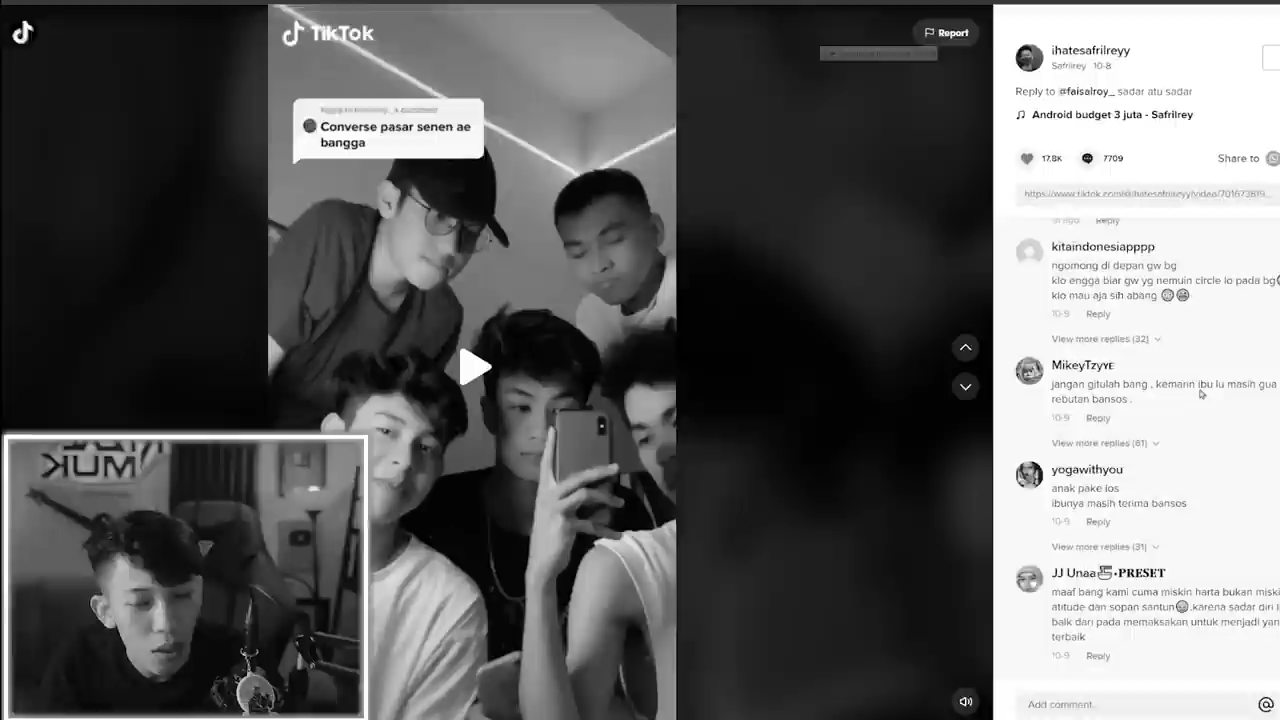 TikTok
Report
Converse pasar senen ae
bangga
ihatesafrilreyy
Safrilrey 10-8
Reply to @faisalroy_ sadar atu sadar
Android budget 3 juta - Safrilrey
17.8K
7709
Share to
Reply
kitaindonesiapppp
ngomong di depan gw bg
klo engga biar gw yg nemuin circle lo pada bg
klo mau aja sih abang
10-9 Reply
View more replies (32)
MikeyTzyYE
jangan gitulah bang , kemarin ibu lu masih gua
rebutan bansos .
10-9 Reply
View more replies (61)
yogawithyou
anak pake ios
ibunya masih terima bansos
10-9 Reply
View more replies (31)
JJ Unaa PRESET
maaf bang kami cuma miskin harta bukan miski
atitude dan sopan santun .karena sadar diri l
baik dari pada memaksakan untuk menjadi yan
terbaik
10-9 Reply
Add comment..
@